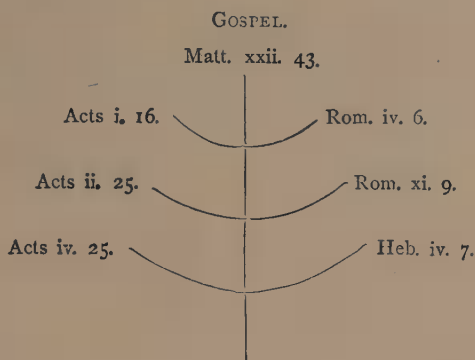 GOSPEL.
Matt. xxii. 43.
Acts i. 16. Rom. iv. 6.
Acts ii. 25. Rom. xi. 9.
Acts iv. 25. Heb. iv. 7.